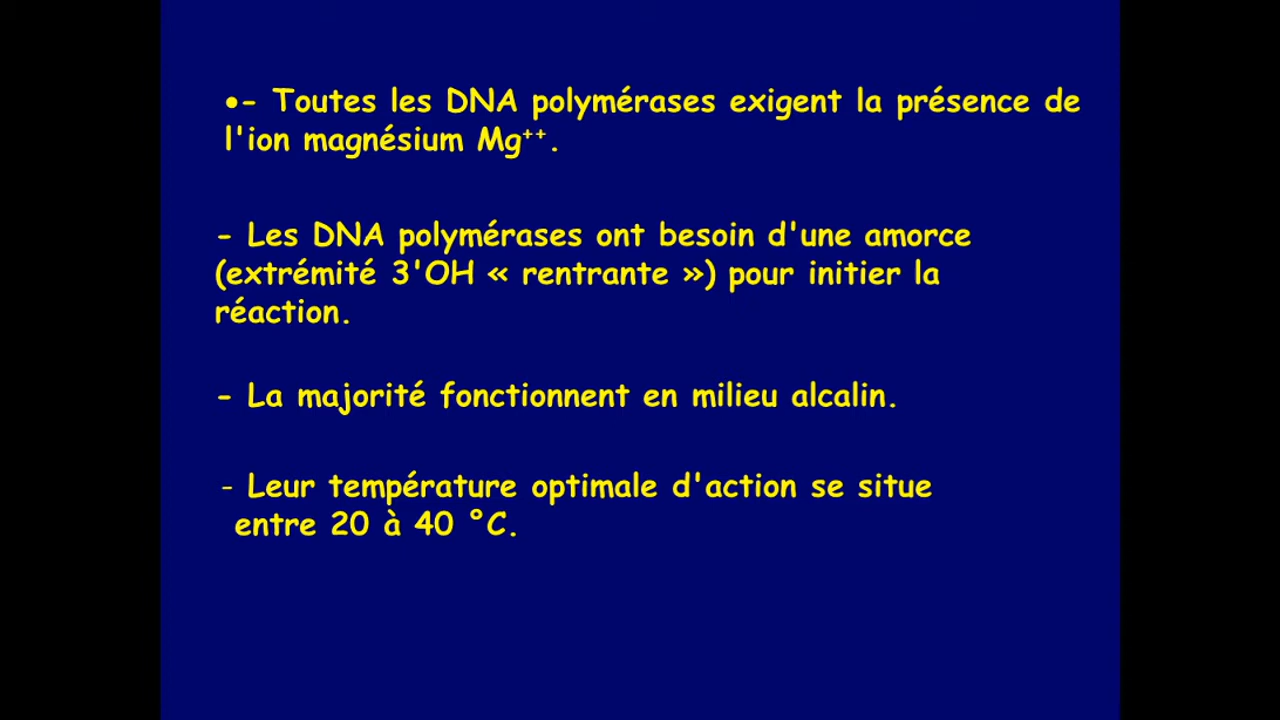 •- Toutes les DNA polymérases exigent la présence de
l'ion magnésium Mg⁺⁺.
- Les DNA polymérases ont besoin d'une amorce
(extrémité 3'OH « rentrante ») pour initier la
réaction.
- La majorité fonctionnent en milieu alcalin.
- Leur température optimale d'action se situe
entre 20 à 40 °C.